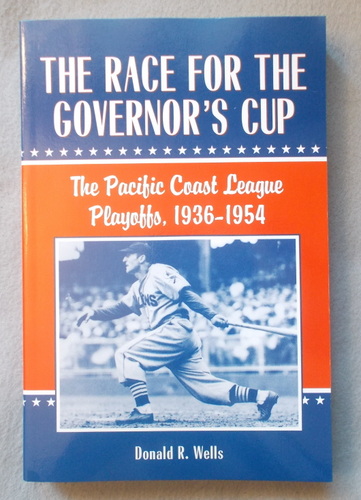 THE RACE FOR THE
GOVERNOR'S CUP
The Pacific Coast League
Playoffs, 1936-1954
Donald R. Wells